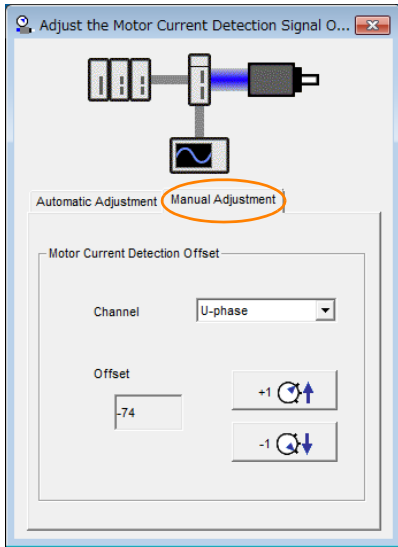 Adjust the Motor Current Detection Signal O...
Automatic Adjustment
Manual Adjustment
Motor Current Detection Offset
Channel
U-phase
Offset
-74
+1
-1